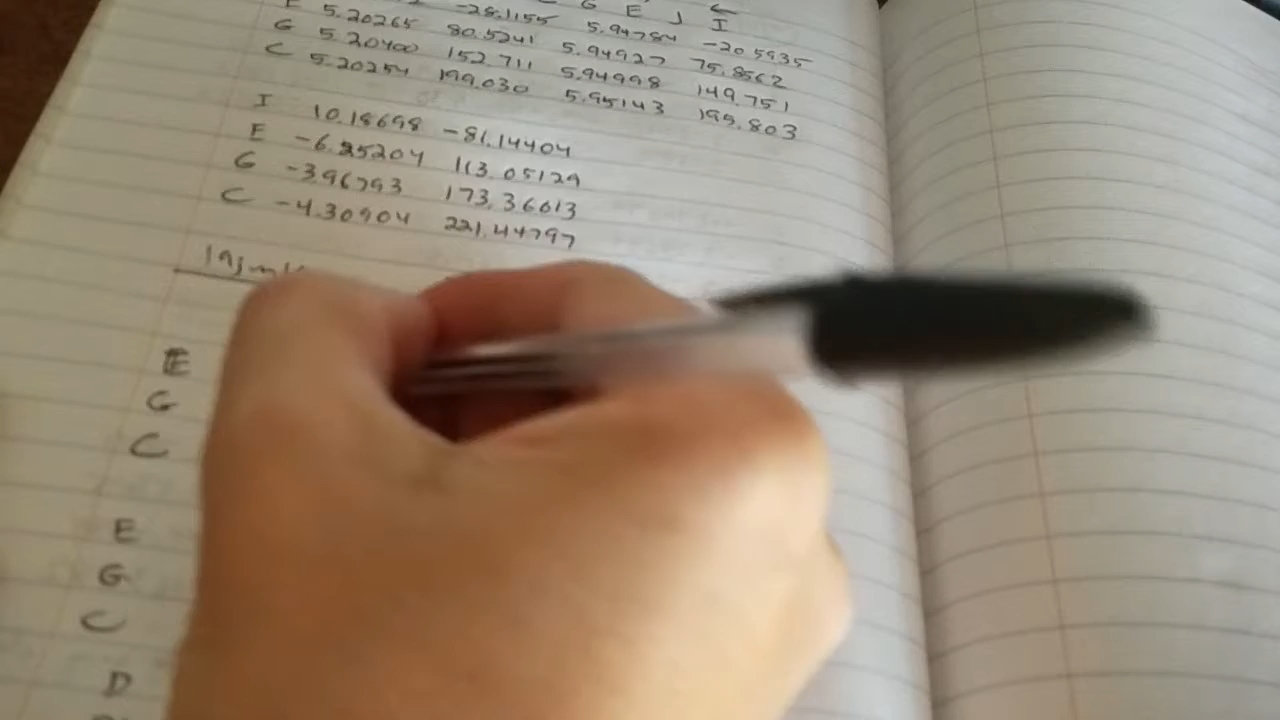 G E J I
-28.1155 5.94784 -20.5935
E 5.20265 80.5241 5.94927 75.8562
G 5.20400 152.711 5.94998 149.751
C 5.20254 199.030 5.95143 195.803
I 10.18698 -81.14404
E -6.25204 113.05129
G -3.96793 173.36013
C -4.30904 221.44797
E
G
C
E
G
C
D